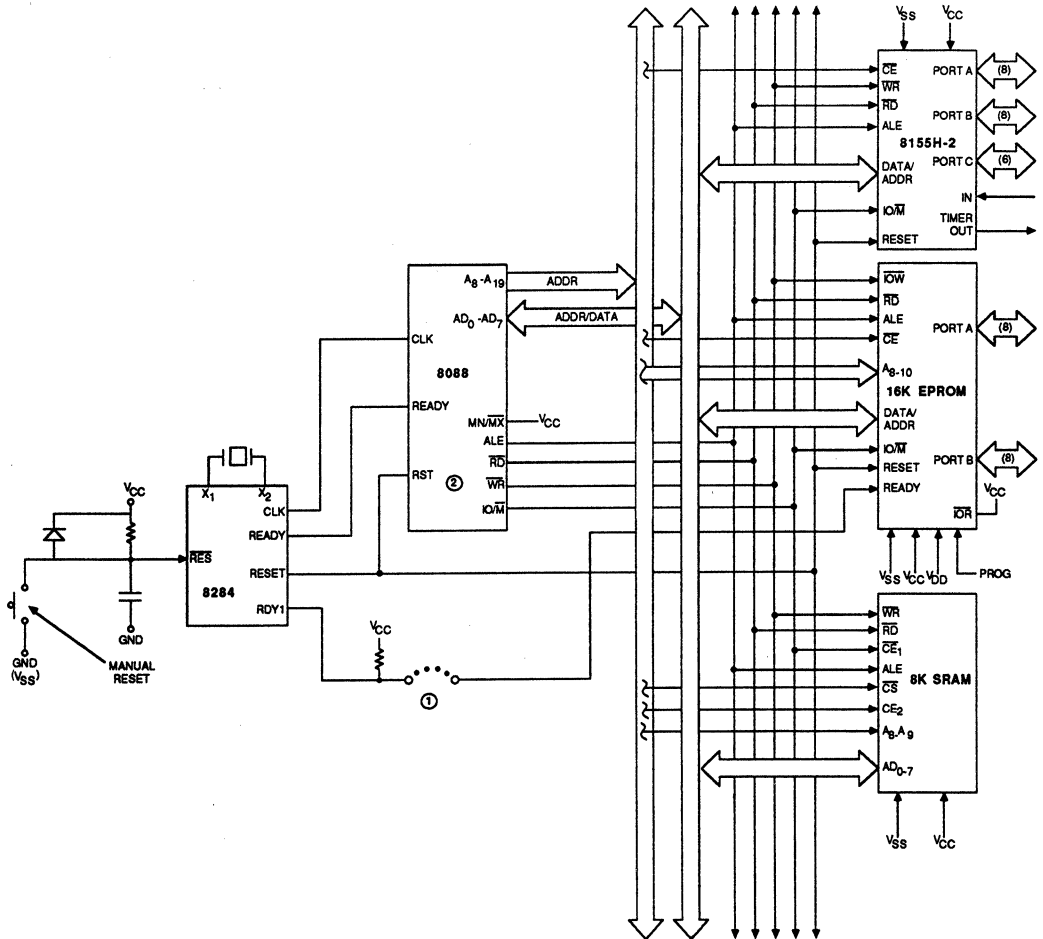 VSS VCC
CE PORT A (8)
WR
RD PORT B (8)
ALE
8155H-2
PORT C (6)
DATA/
ADDR
IN
IO/M TIMER
OUT
RESET
A8-A19 ADDR
AD0-AD7 ADDR/DATA
CLK
8088
READY
MN/MX VCC
ALE
RD
RST
② WR
IO/M
IOW
RD
ALE PORT A (8)
CE
A8-10
16K EPROM
DATA/
ADDR
IO/M
RESET PORT B (8)
READY
VCC
IOR
VSS VCC VDD PROG
X1 X2
VCC CLK
READY
RES
RESET
8284
RDY1
GND
GND
(VSS)
MANUAL
RESET
VCC
①
WR
RD
CE1
ALE
8K SRAM
CS
CE2
A8-A9
AD0-7
VSS VCC